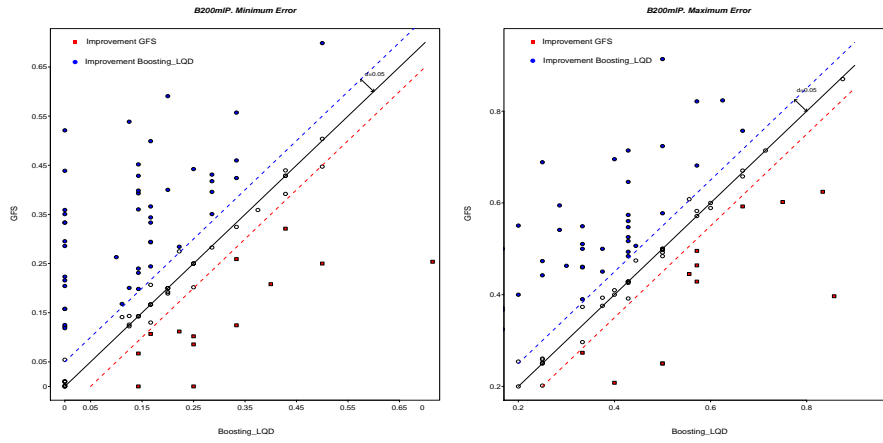 B200mIP. Minimum Error
Improvement GFS
Improvement Boosting_LQD
d=0.05
GFS
0.65
0.55
0.45
0.35
0.25
0.15
0.05
0
0 0.05 0.15 0.25 0.35 0.45 0.55 0.65 0
Boosting_LQD
B200mIP. Maximum Error
Improvement GFS
Improvement Boosting_LQD
d=0.05
GFS
0.8
0.6
0.4
0.2
0.2 0.4 0.6 0.8
Boosting_LQD